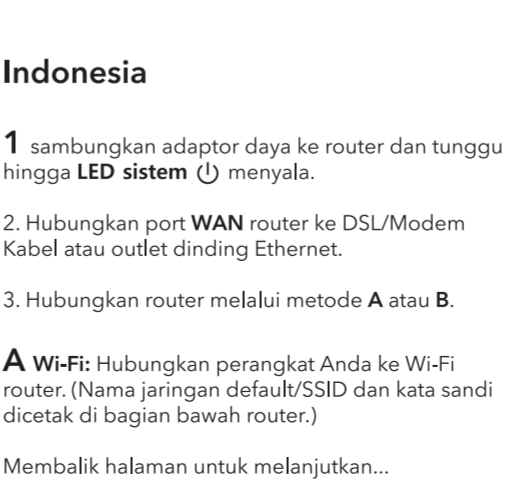 Indonesia
1 sambungkan adaptor daya ke router dan tunggu
hingga LED sistem ⏻ menyala.
2. Hubungkan port WAN router ke DSL/Modem
Kabel atau outlet dinding Ethernet.
3. Hubungkan router melalui metode A atau B.
A Wi-Fi: Hubungkan perangkat Anda ke Wi-Fi
router. (Nama jaringan default/SSID dan kata sandi
dicetak di bagian bawah router.)
Membalik halaman untuk melanjutkan...